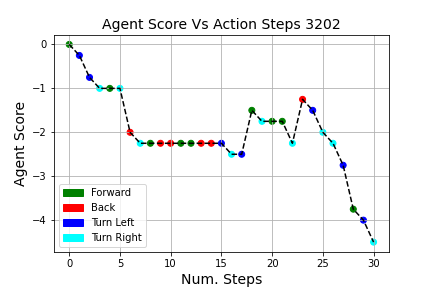 Agent Score Vs Action Steps 3202
0
−1
−2
−3
−4
Agent Score
Forward
Back
Turn Left
Turn Right
0 5 10 15 20 25 30
Num. Steps